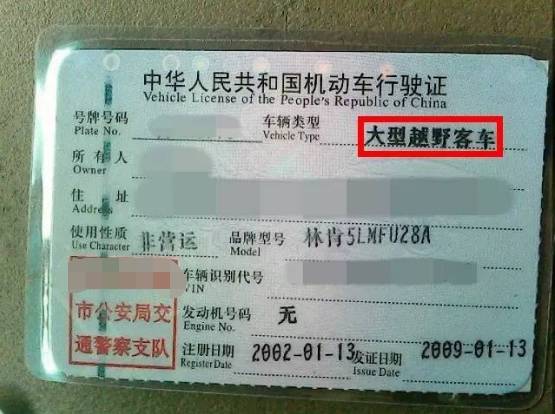 中华人民共和国机动车行驶证
Vehicle License of the People's Republic of China
号牌号码 车辆类型 大型越野客车
Plate No. Vehicle Type
所有人
Owner
住址
Address
使用性质 非营运 品牌型号 林肯5LMFU28A
Use Character Model
车辆识别代号
VIN
市公安局交
通警察支队
发动机号码 无
Engine No.
注册日期 2002-01-13 发证日期 2009-01-13
Register Date Issue Date